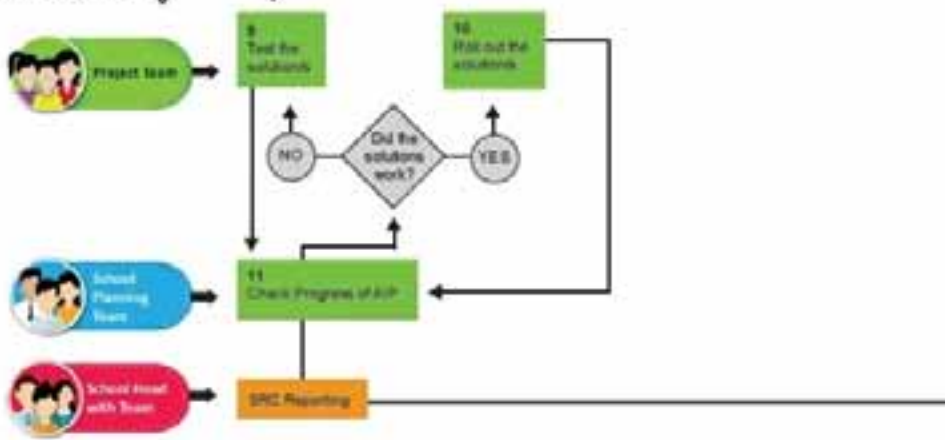 9
Test the
solutions
10
Roll out the
solutions
Project Team
NO
Did the
solutions
work?
YES
School
Planning
Team
11
Check Progress of AIP
School Head
with Team
SRC Reporting